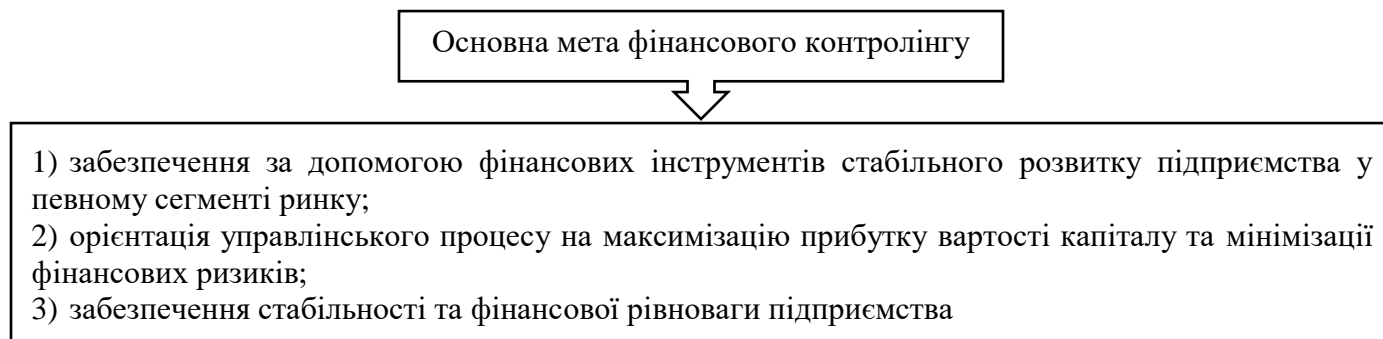 Основна мета фінансового контролінгу
1) забезпечення за допомогою фінансових інструментів стабільного розвитку підприємства у
певному сегменті ринку;
2) орієнтація управлінського процесу на максимізацію прибутку вартості капіталу та мінімізації
фінансових ризиків;
3) забезпечення стабільності та фінансової рівноваги підприємства